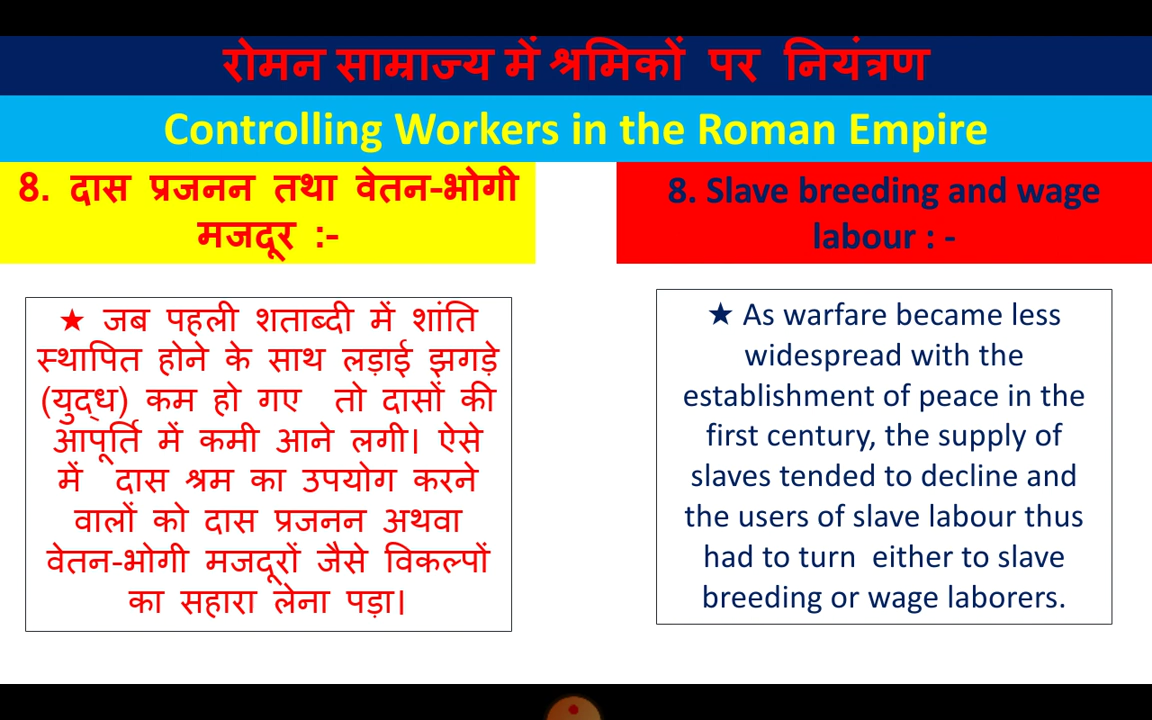 रोमन साम्राज्य में श्रमिकों पर नियंत्रण
Controlling Workers in the Roman Empire
8. दास प्रजनन तथा वेतन-भोगी
मजदूर :-
★ जब पहली शताब्दी में शांति
स्थापित होने के साथ लड़ाई झगड़े
(युद्ध) कम हो गए तो दासों की
आपूर्ति में कमी आने लगी। ऐसे
में दास श्रम का उपयोग करने
वालों को दास प्रजनन अथवा
वेतन-भोगी मजदूरों जैसे विकल्पों
का सहारा लेना पड़ा।
8. Slave breeding and wage
labour : -
★ As warfare became less
widespread with the
establishment of peace in the
first century, the supply of
slaves tended to decline and
the users of slave labour thus
had to turn either to slave
breeding or wage laborers.